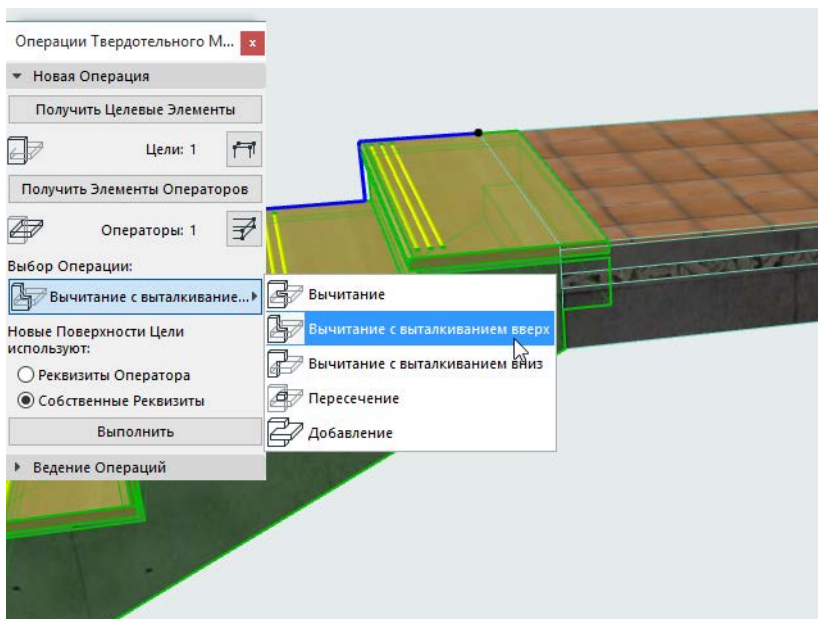 Операции Твердотельного М...
Новая Операция
Получить Целевые Элементы
Цели: 1
Получить Элементы Операторов
Операторы: 1
Выбор Операции:
Вычитание с выталкивание...
Вычитание
Вычитание с выталкиванием вверх
Вычитание с выталкиванием вниз
Пересечение
Добавление
Новые Поверхности Цели
используют:
Реквизиты Оператора
Собственные Реквизиты
Выполнить
Ведение Операций